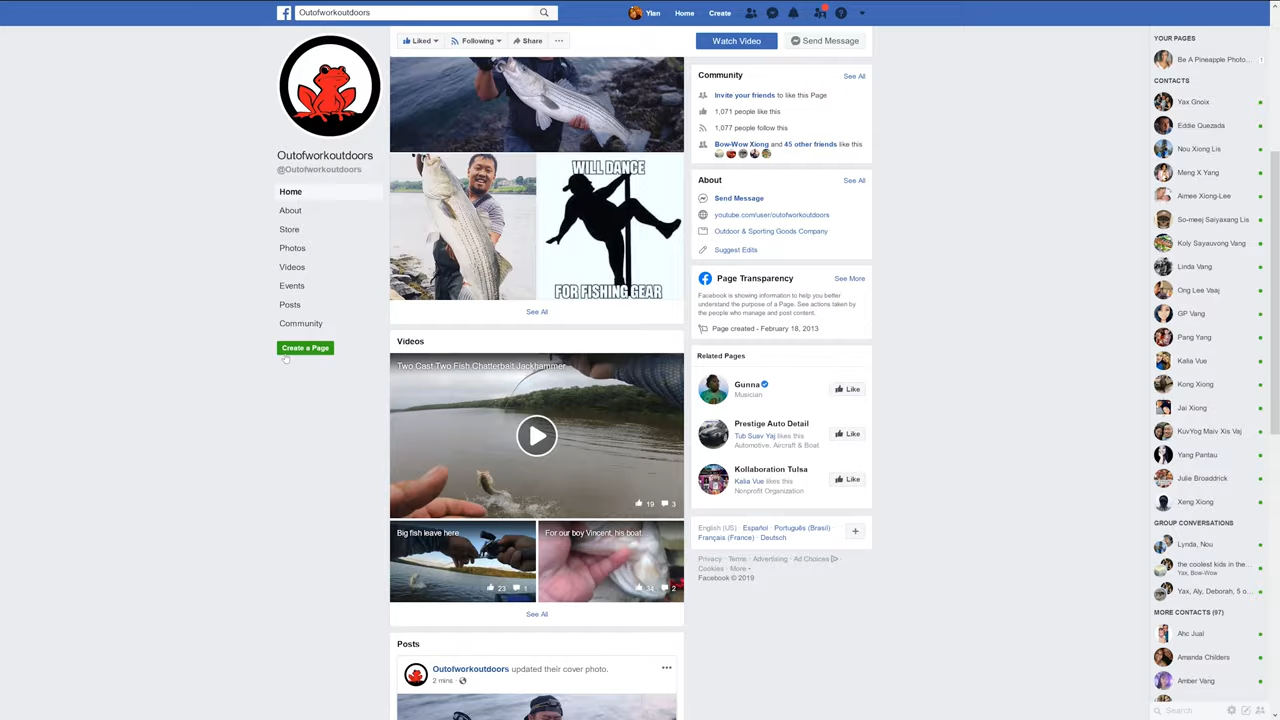 Outofworkoutdoors
Ylan
Home
Create
Liked
Following
Share
Watch Video
Send Message
Outofworkoutdoors
@Outofworkoutdoors
Home
About
Store
Photos
Videos
Events
Posts
Community
Create a Page
WILL DANCE
FOR FISHING GEAR
See All
Videos
Two Cast Two Fish Chatterbait Jackhammer
19 3
Big fish leave here
23 1
For our boy Vincent, his boat...
34 2
See All
Posts
Outofworkoutdoors updated their cover photo.
2 mins ·
Community
See All
Invite your friends to like this Page
1,071 people like this
1,077 people follow this
Bow-Wow Xiong and 45 other friends like this
About
See All
Send Message
youtube.com/user/outofworkoutdoors
Outdoor & Sporting Goods Company
Suggest Edits
Page Transparency
See More
Facebook is showing information to help you better
understand the purpose of a Page. See actions taken by
the people who manage and post content.
Page created - February 18, 2013
Related Pages
Gunna
Musician
Like
Prestige Auto Detail
Tub Suav Yaj likes this
Automotive, Aircraft & Boat
Like
Kollaboration Tulsa
Kalia Vue likes this
Nonprofit Organization
Like
English (US) · Español · Português (Brasil) ·
Français (France) · Deutsch
Privacy · Terms · Advertising · Ad Choices ·
Cookies · More
Facebook © 2019
YOUR PAGES
Be A Pineapple Photo... 1
CONTACTS
Yax Gnoix
Eddie Quezada
Nou Xiong Lis
Meng X Yang
Aimee Xiong-Lee
So-meej Saiyaxang Lis
Koly Sayauvong Vang
Linda Vang
Ong Lee Vaaj
GP Vang
Pang Yang
Kalia Vue
Kong Xiong
Jai Xiong
KuvYog Maiv Xis Vaj
Yang Pantau
Julie Broaddrick
Xeng Xiong
GROUP CONVERSATIONS
Lynda, Nou
the coolest kids in the...
Yax, Bow-Wow
Yax, Aly, Deborah, 5 o...
MORE CONTACTS (97)
Ahc Jual
Amanda Childers
Amber Vang
Search